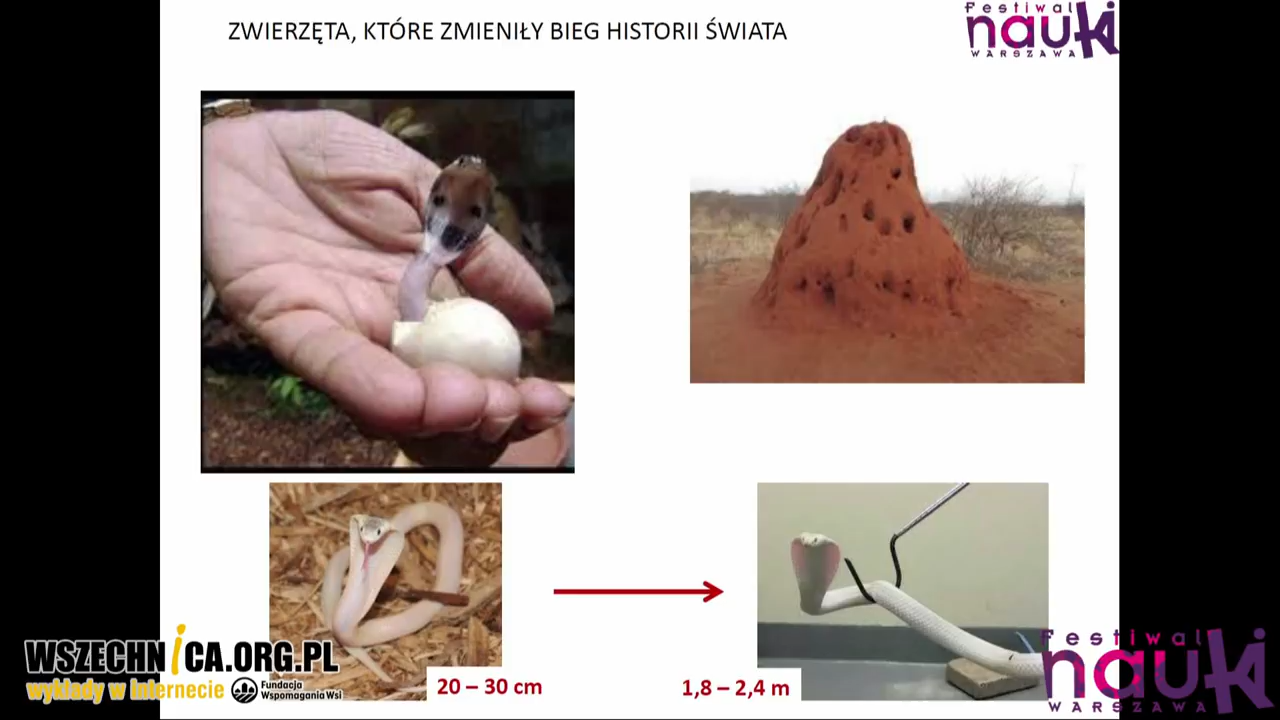 ZWIERZĘTA, KTÓRE ZMIENIŁY BIEG HISTORII ŚWIATA
Festiwal
nauki
WARSZAWA
20 – 30 cm
1,8 – 2,4 m
WSZECHNiCA.ORG.PL
wykłady w Internecie
Fundacja
Wspomagania Wsi
Festiwal
nauki
WARSZAWA